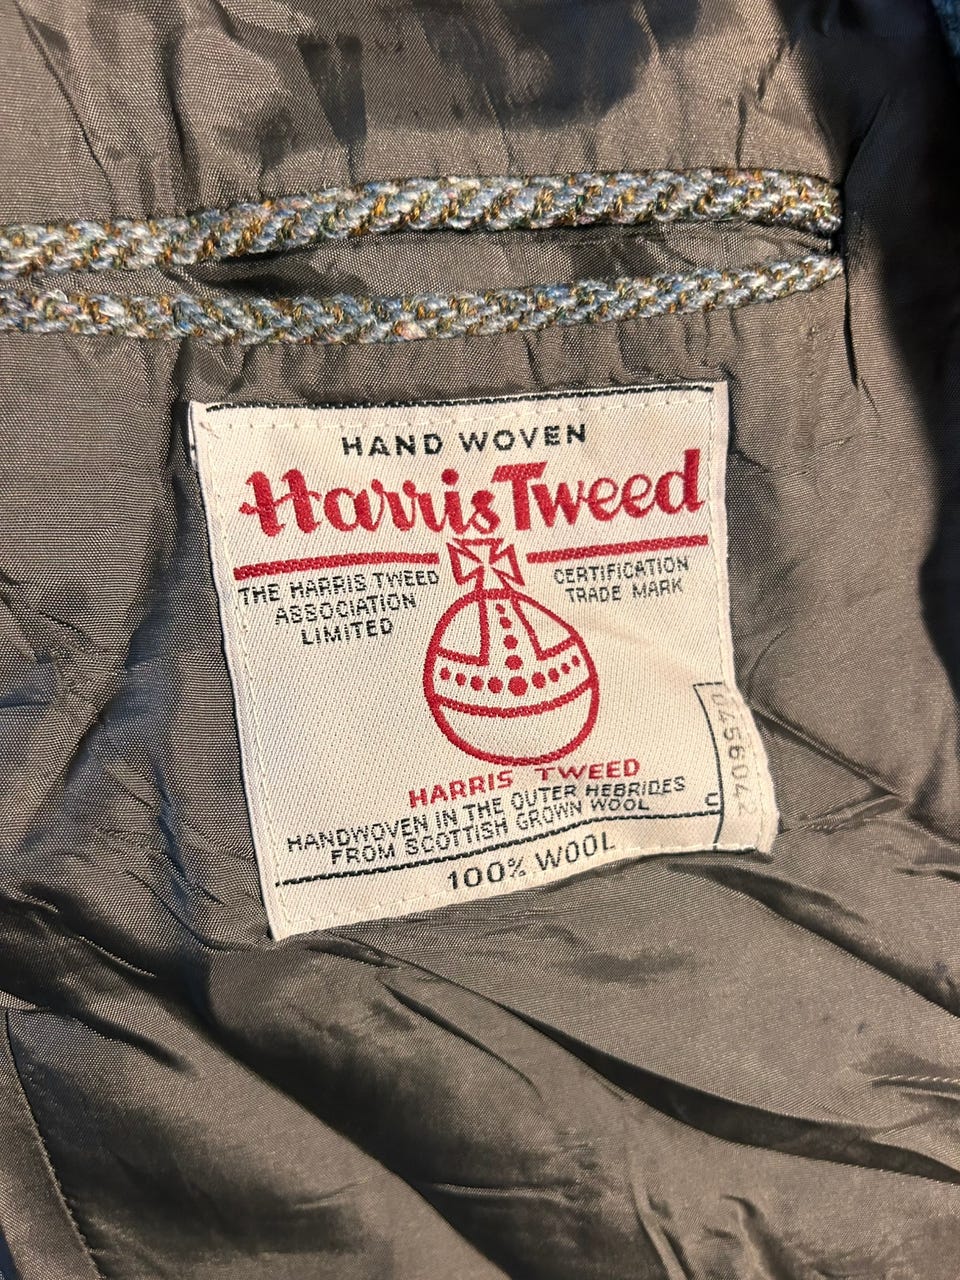 HAND WOVEN
Harris Tweed
THE HARRIS TWEED
ASSOCIATION
LIMITED
CERTIFICATION
TRADE MARK
HARRIS TWEED
HANDWOVEN IN THE OUTER HEBRIDES
FROM SCOTTISH GROWN WOOL
100% WOOL
C
0456042